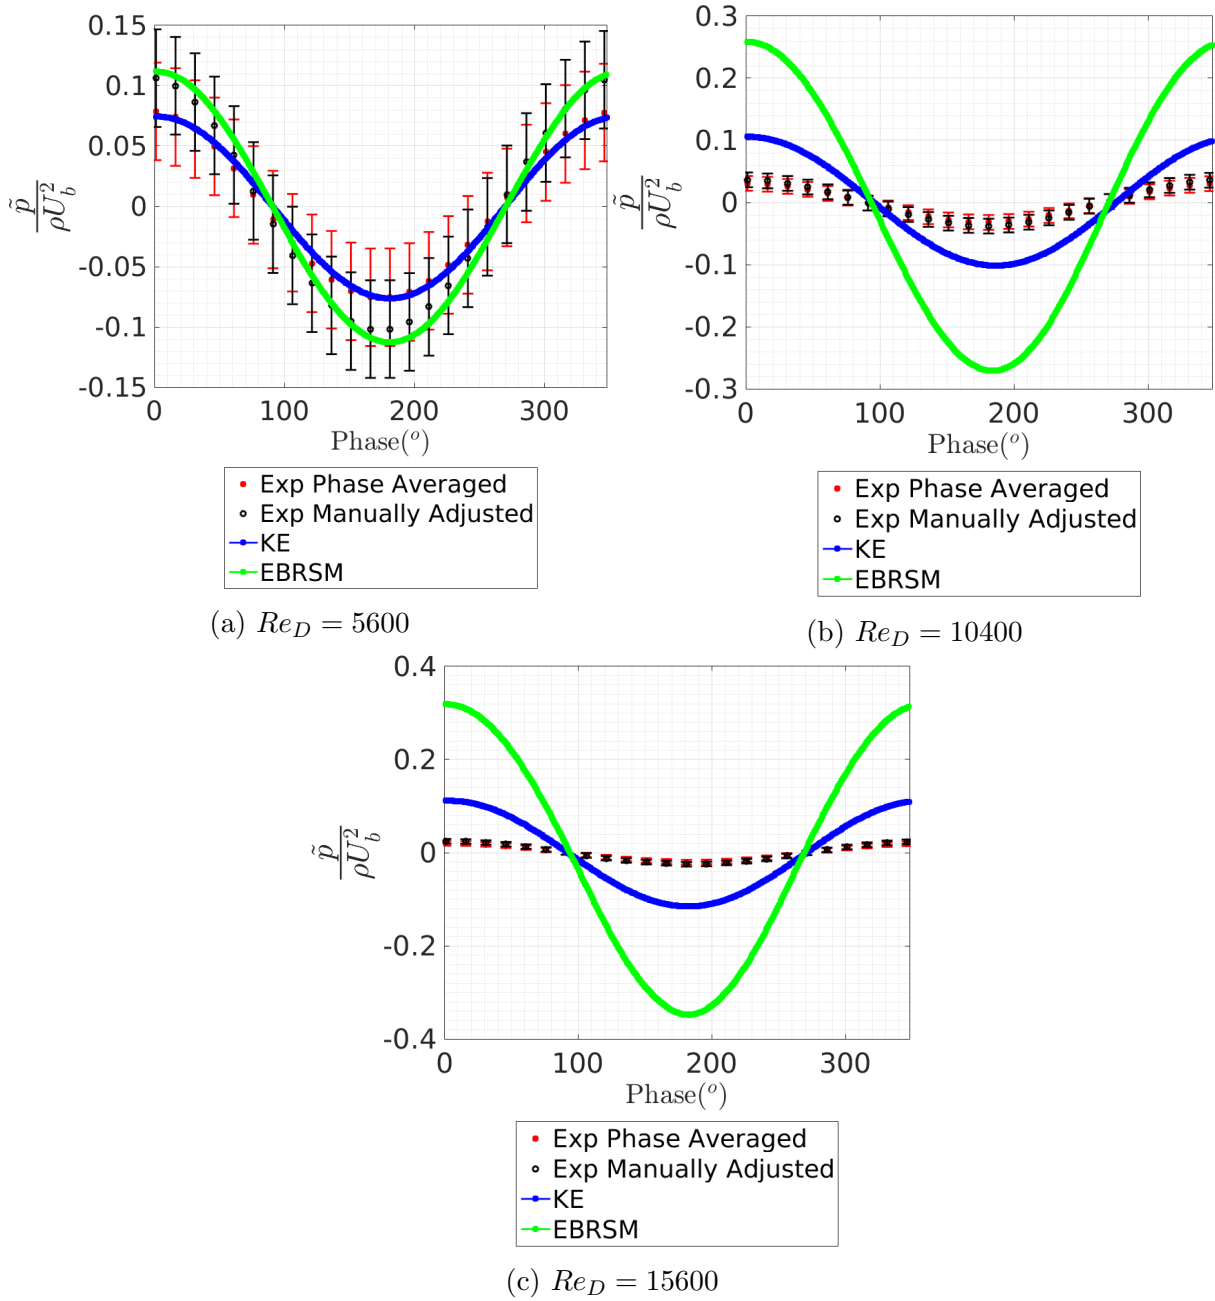 0.15
0.1
0.05
0
-0.05
-0.1
-0.15
p̃
ρU_b^2
0 100 200 300
Phase(^o)
Exp Phase Averaged
Exp Manually Adjusted
KE
EBRSM
(a) Re_D = 5600
0.3
0.2
0.1
0
-0.1
-0.2
-0.3
p̃
ρU_b^2
0 100 200 300
Phase(^o)
Exp Phase Averaged
Exp Manually Adjusted
KE
EBRSM
(b) Re_D = 10400
0.4
0.2
0
-0.2
-0.4
p̃
ρU_b^2
0 100 200 300
Phase(^o)
Exp Phase Averaged
Exp Manually Adjusted
KE
EBRSM
(c) Re_D = 15600